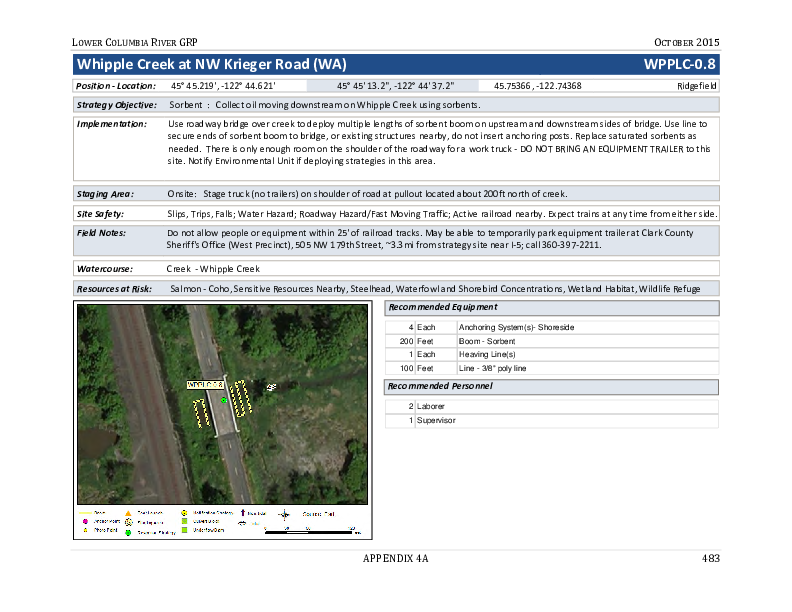 LOWER COLUMBIA RIVER GRP OCTOBER 2015
Whipple Creek at NW Krieger Road (WA) WPPLC-0.8
Position - Location: 45° 45.219', -122° 44.621' 45° 45' 13.2", -122° 44' 37.2" 45.75366, -122.74368 Ridgefield
Strategy Objective: Sorbent : Collect oil moving downstream on Whipple Creek using sorbents.
Implementation: Use roadway bridge over creek to deploy multiple lengths of sorbent boom on upstream and downstream sides of bridge. Use line to
secure ends of sorbent boom to bridge, or existing structures nearby, do not insert anchoring posts. Replace saturated sorbents as
needed. There is only enough room on the shoulder of the roadway for a work truck - DO NOT BRING AN EQUIPMENT TRAILER to this
site. Notify Environmental Unit if deploying strategies in this area.
Staging Area: Onsite: Stage truck (no trailers) on shoulder of road at pullout located about 200ft north of creek.
Site Safety: Slips, Trips, Falls; Water Hazard; Roadway Hazard/Fast Moving Traffic; Active railroad nearby. Expect trains at any time from either side.
Field Notes: Do not allow people or equipment within 25' of railroad tracks. May be able to temporarily park equipment trailer at Clark County
Sheriff's Office (West Precinct), 505 NW 179th Street, ~3.3 mi from strategy site near I-5; call 360-397-2211.
Watercourse: Creek - Whipple Creek
Resources at Risk: Salmon - Coho, Sensitive Resources Nearby, Steelhead, Waterfowl and Shorebird Concentrations, Wetland Habitat, Wildlife Refuge
WPPLC-0.8
Recommended Equipment
4 Each Anchoring System(s)- Shoreside
200 Feet Boom - Sorbent
1 Each Heaving Line(s)
100 Feet Line - 3/8" poly line
Recommended Personnel
2 Laborer
1 Supervisor
APPENDIX 4A 483